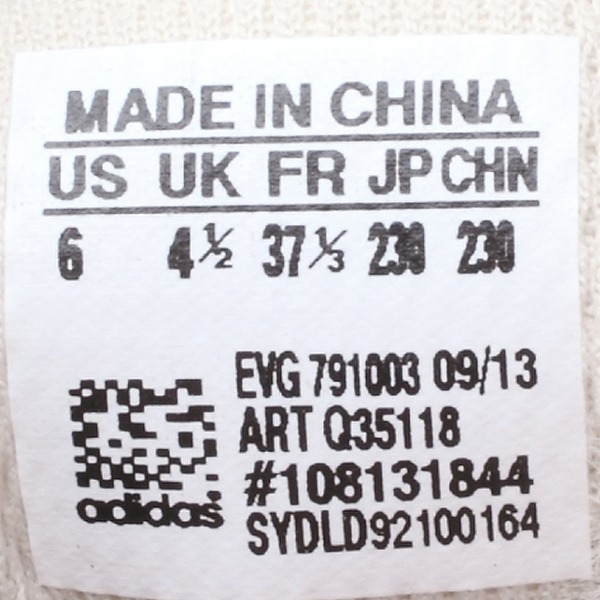 MADE IN CHINA
US UK FR JP CHN
6 4½ 37⅓ 230 230
EVG 791003 09/13
ART Q35118
#108131844
SYDLD92100164
adidas